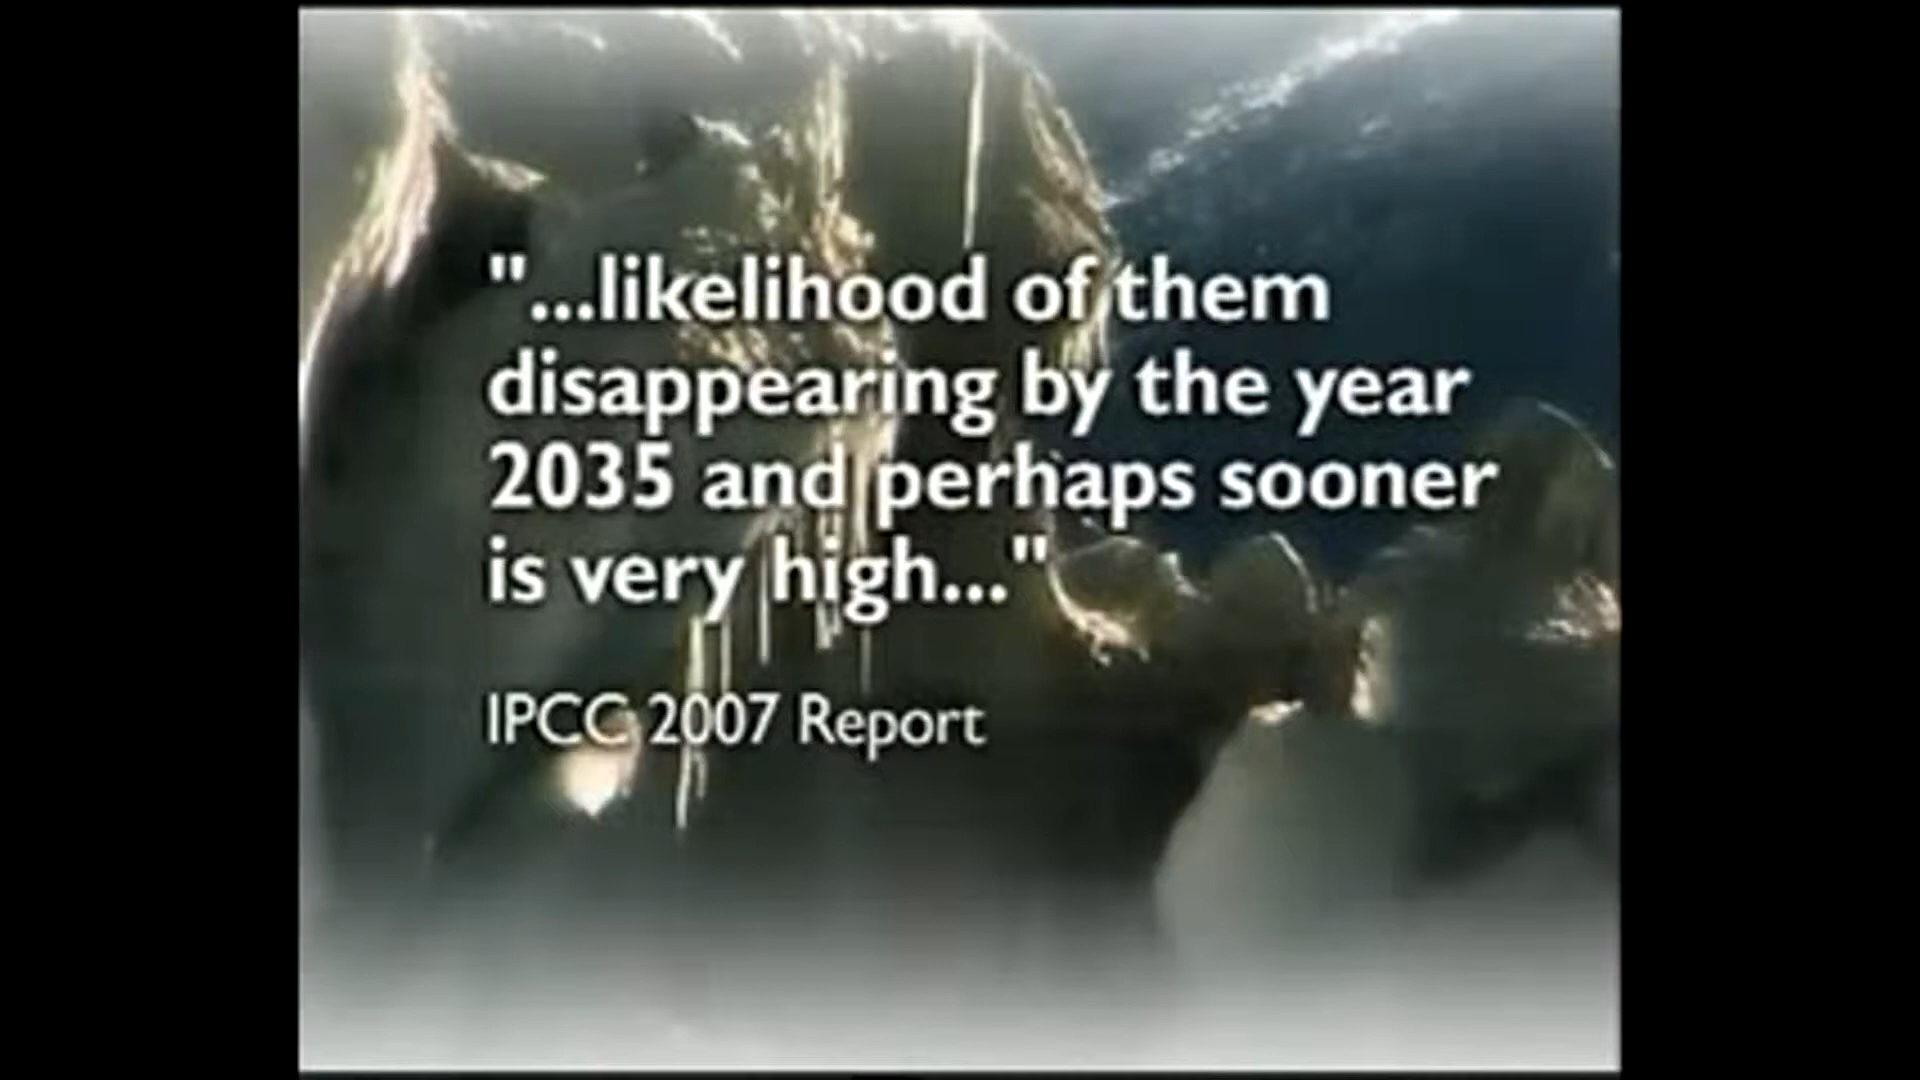 "...likelihood of them
disappearing by the year
2035 and perhaps sooner
is very high..."
IPCC 2007 Report